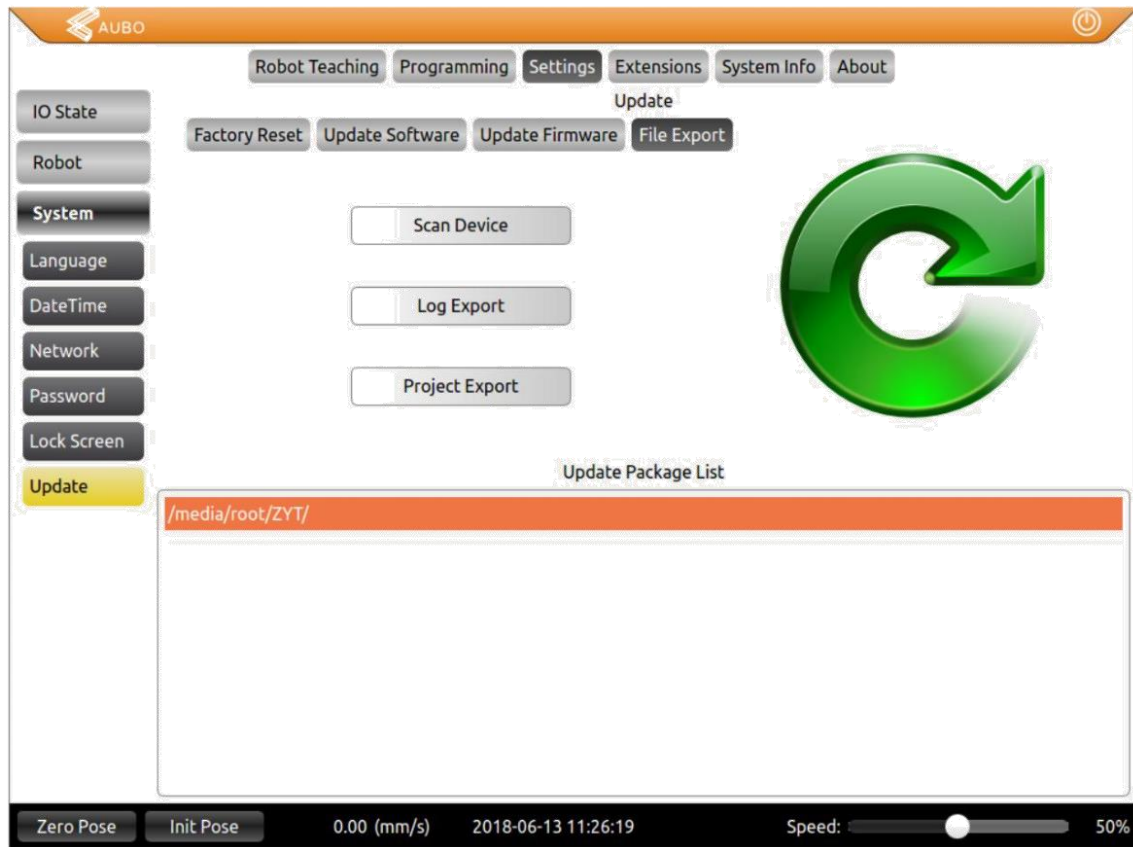 AUBO
Robot Teaching Programming Settings Extensions System Info About
Update
Factory Reset Update Software Update Firmware File Export
IO State
Robot
System
Language
DateTime
Network
Password
Lock Screen
Update
Scan Device
Log Export
Project Export
Update Package List
/media/root/ZYT/
Zero Pose Init Pose 0.00 (mm/s) 2018-06-13 11:26:19 Speed: 50%